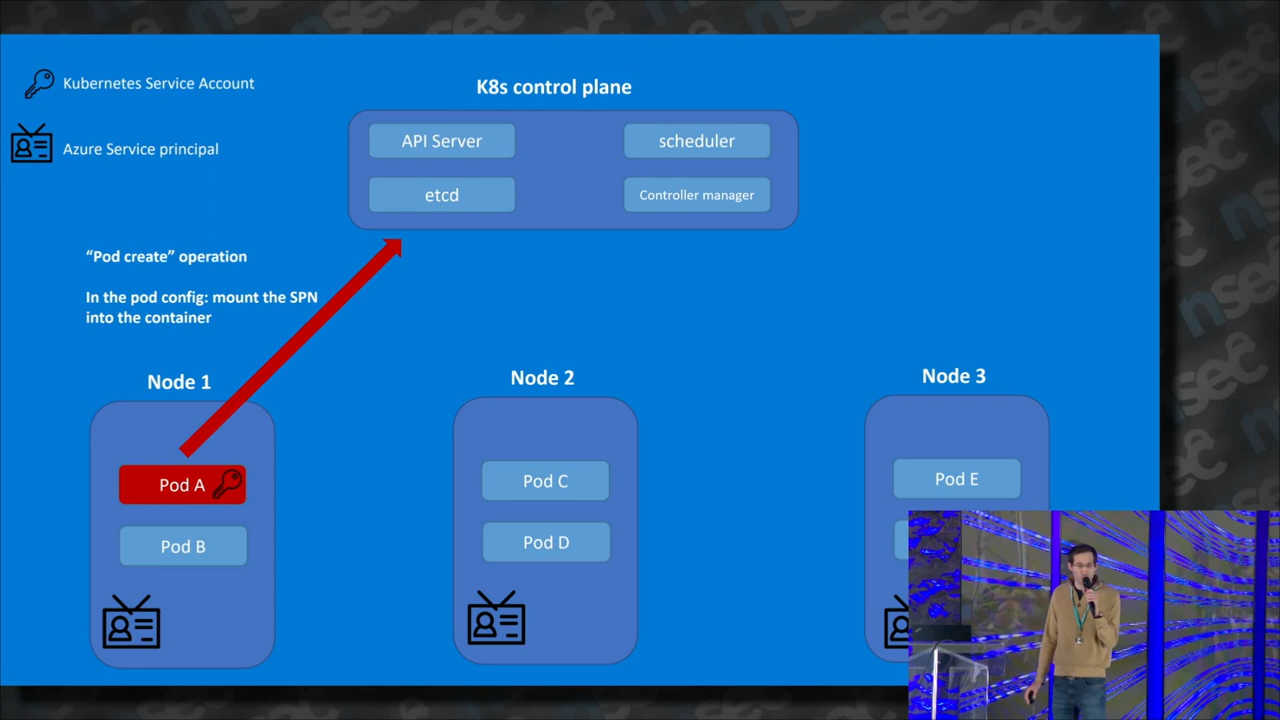 Kubernetes Service Account
Azure Service principal
K8s control plane
API Server
scheduler
etcd
Controller manager
“Pod create” operation
In the pod config: mount the SPN
into the container
Node 1
Node 2
Node 3
Pod A
Pod B
Pod C
Pod D
Pod E
nsec